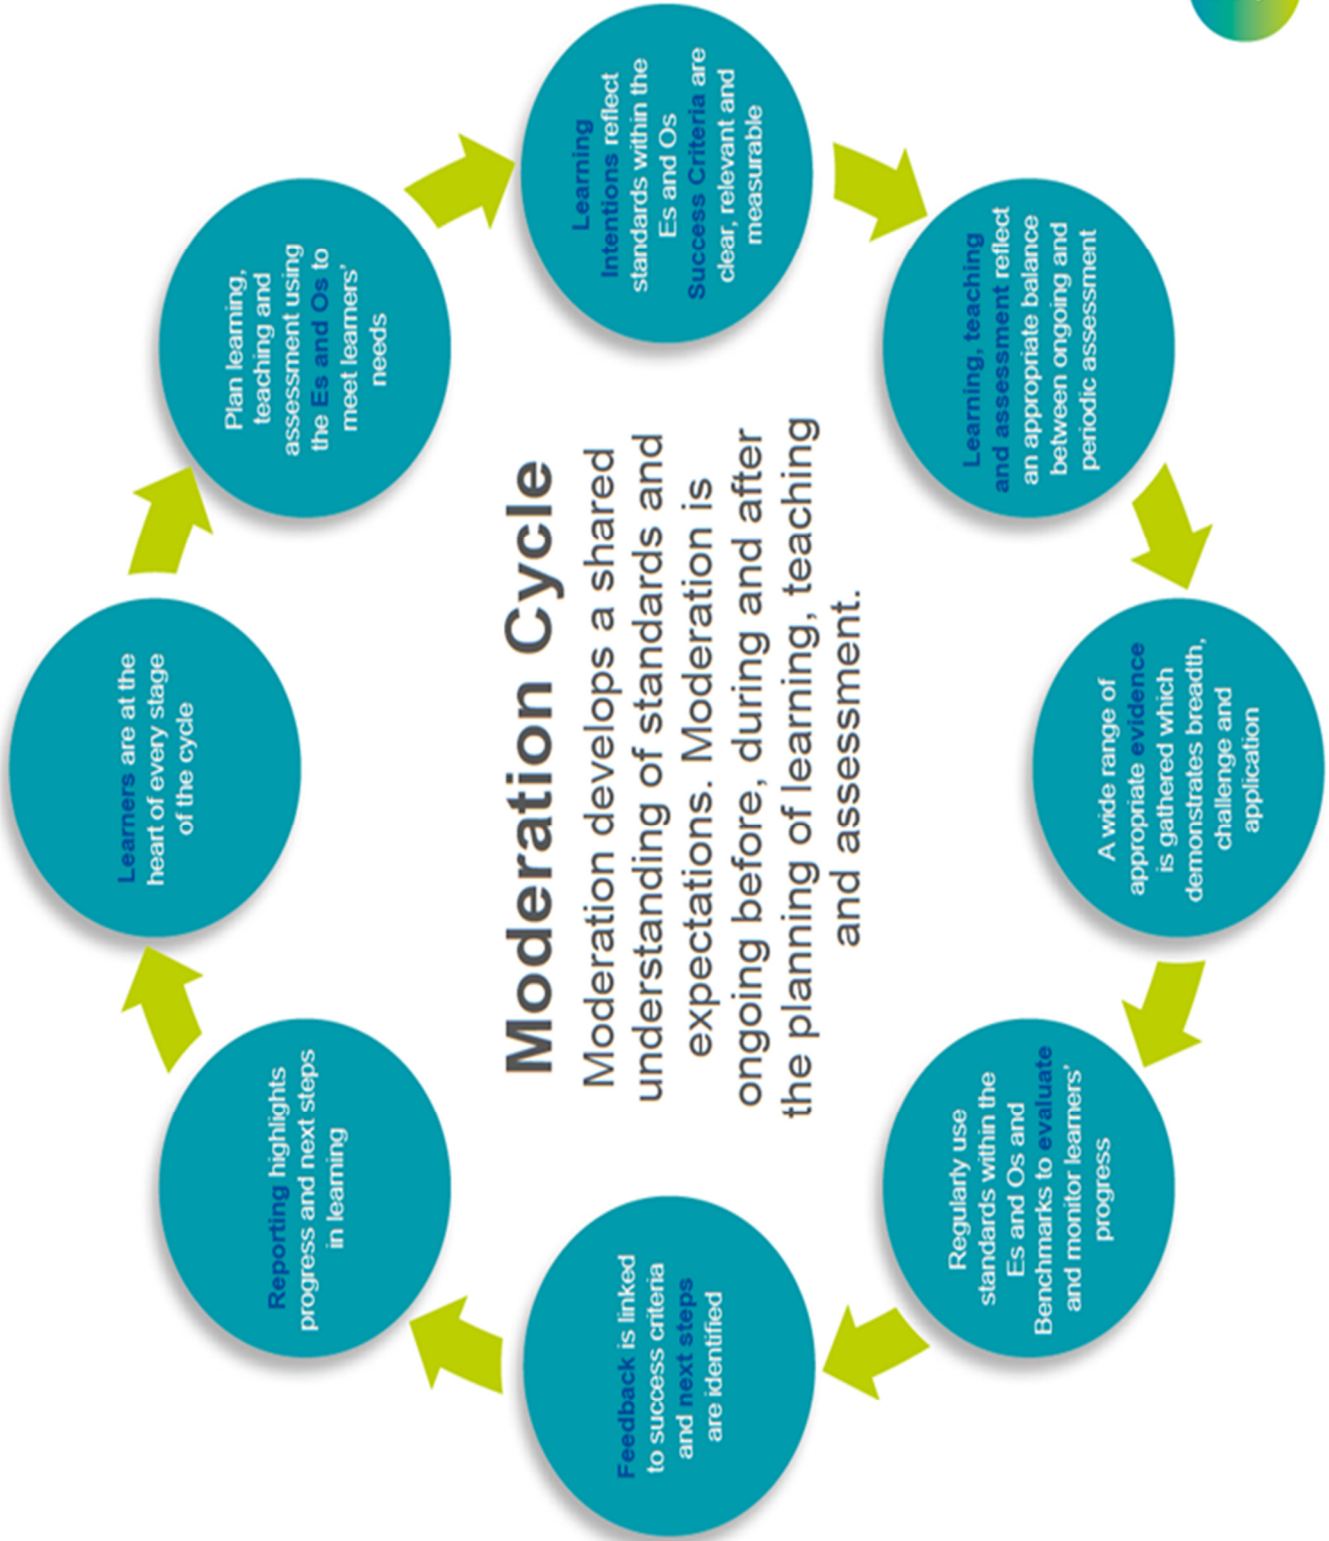 Moderation Cycle
Moderation develops a shared
understanding of standards and
expectations. Moderation is
ongoing before, during and after
the planning of learning, teaching
and assessment.
Learners are at the
heart of every stage
of the cycle
Plan learning,
teaching and
assessment using
the Es and Os to
meet learners’
needs
Learning
Intentions reflect
standards within the
Es and Os
Success Criteria are
clear, relevant and
measurable
Learning, teaching
and assessment reflect
an appropriate balance
between ongoing and
periodic assessment
A wide range of
appropriate evidence
is gathered which
demonstrates breadth,
challenge and
application
Regularly use
standards within the
Es and Os and
Benchmarks to evaluate
and monitor learners’
progress
Feedback is linked
to success criteria
and next steps
are identified
Reporting highlights
progress and next steps
in learning